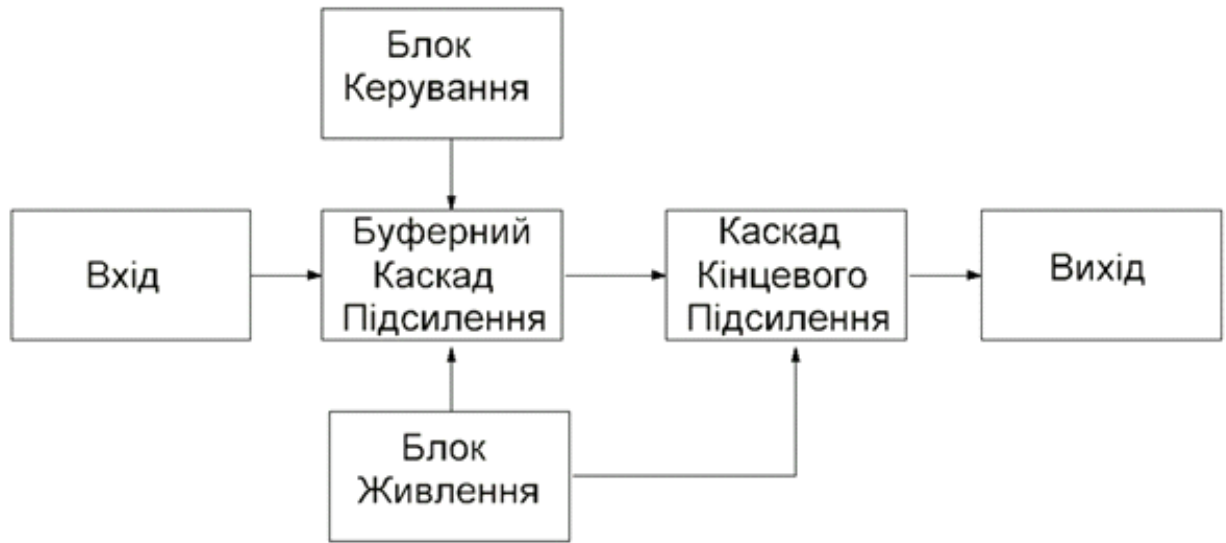 Блок
Керування
Вхід
Буферний
Каскад
Підсилення
Каскад
Кінцевого
Підсилення
Вихід
Блок
Живлення